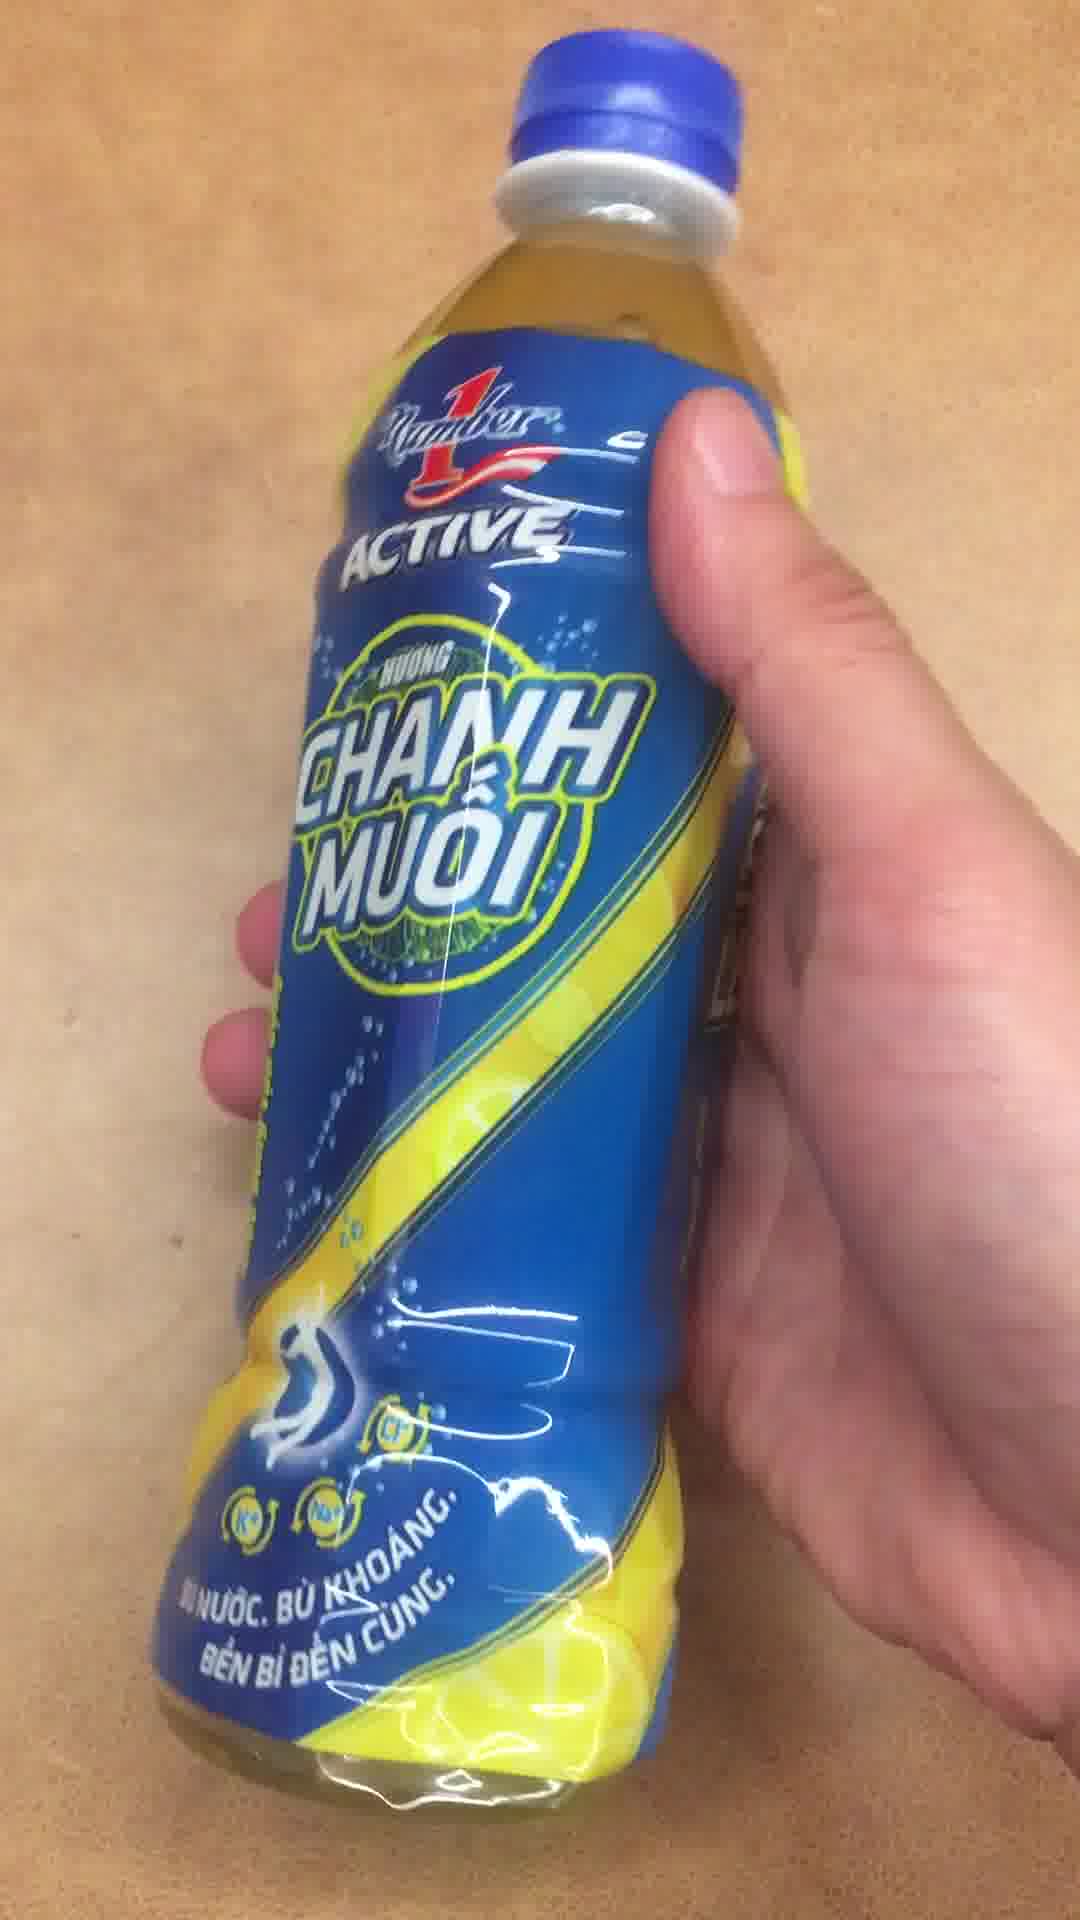 Number 1
ACTIVE
HƯƠNG
CHANH
MUỐI
Cl-
K+ Na+
BÙ NƯỚC. BÙ KHOÁNG.
BỀN BỈ ĐẾN CÙNG.